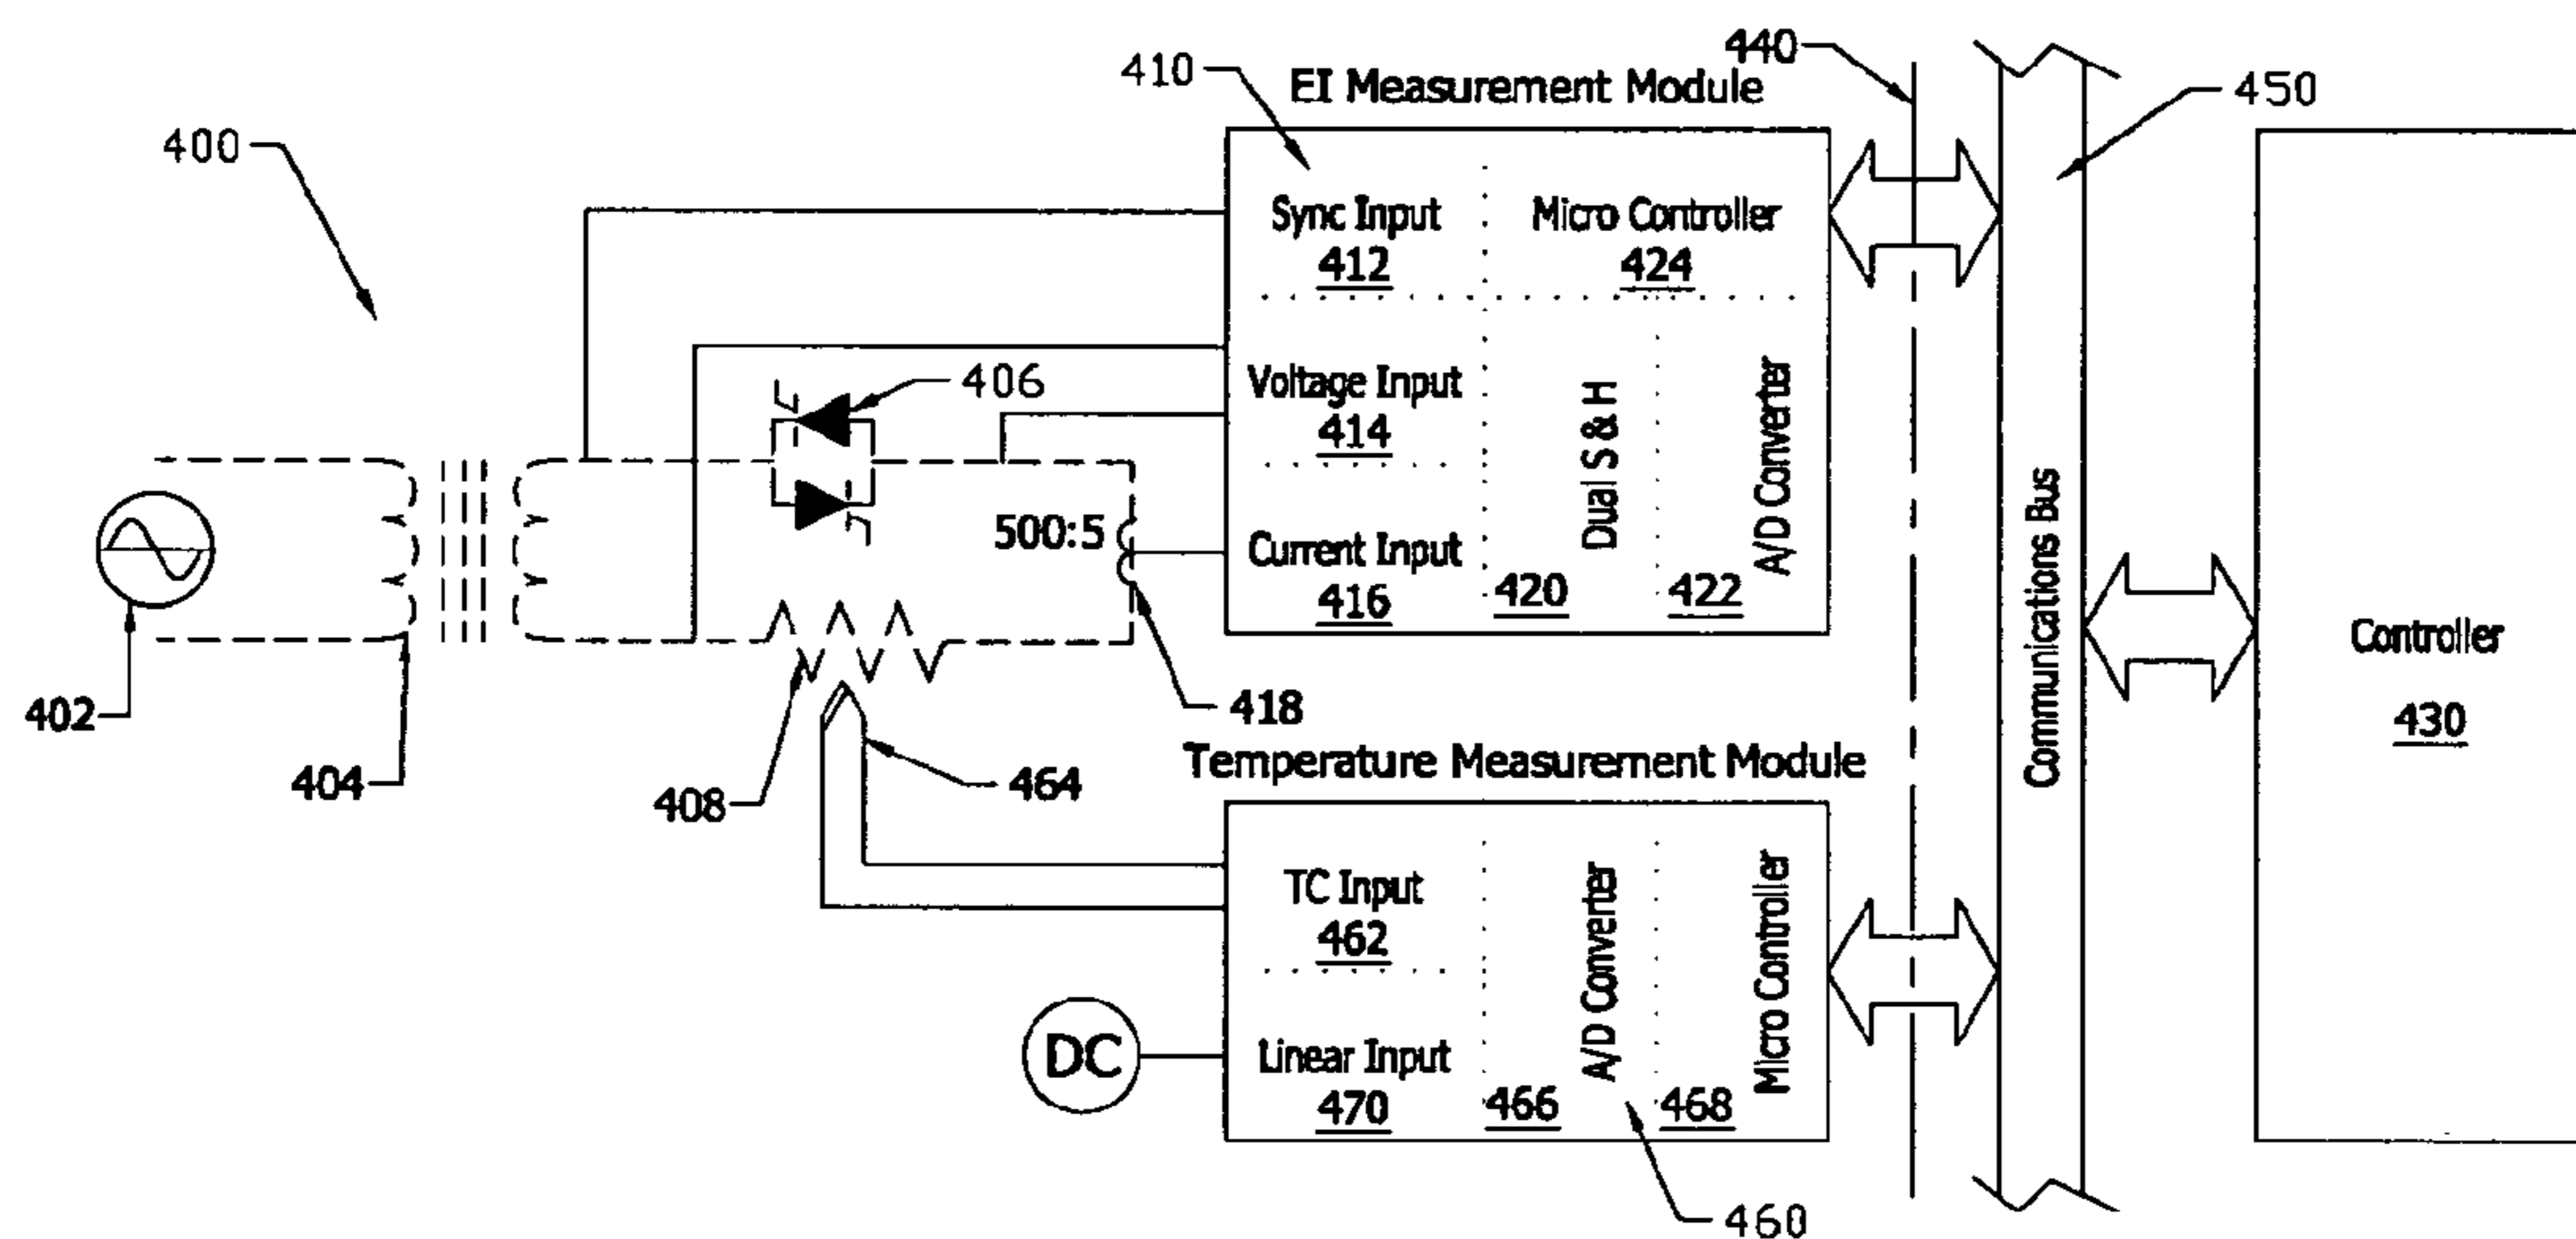 440
410
EI Measurement Module
450
400
Sync Input
412
Micro Controller
424
406
Voltage Input
414
Dual S & H
420
A/D Converter
422
500:5
Current Input
416
Communications Bus
Controller
430
402
404
408
418
464
Temperature Measurement Module
TC Input
462
A/D Converter
466
Micro Controller
468
DC
Linear Input
470
460